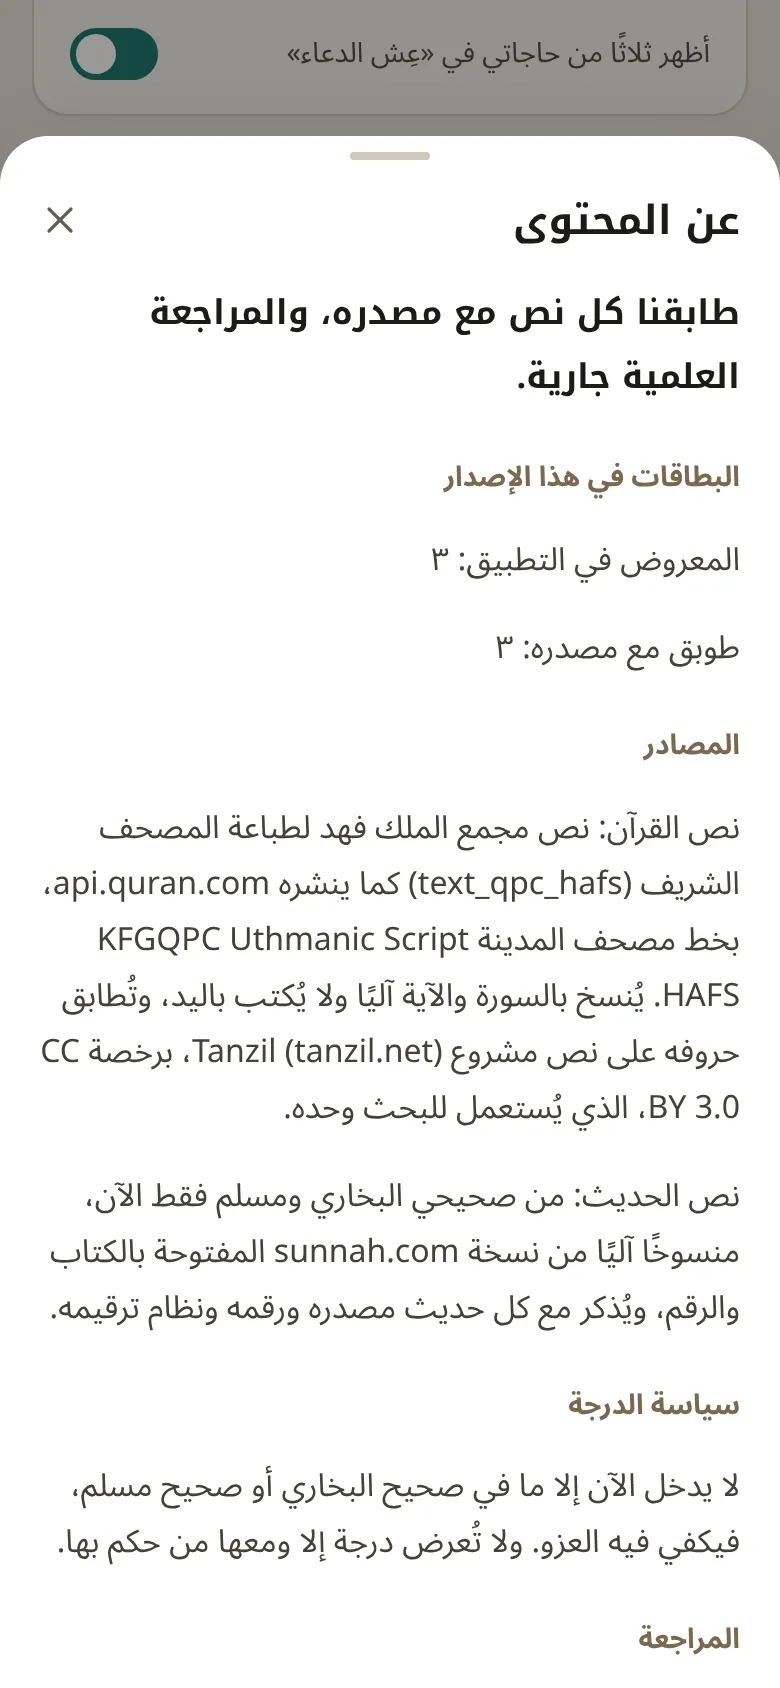 أظهر ثلاثًا من حاجاتي في «عِش الدعاء»
عن المحتوى
طابقنا كل نص مع مصدره، والمراجعة
العلمية جارية.
البطاقات في هذا الإصدار
المعروض في التطبيق: ٣
طوبق مع مصدره: ٣
المصادر
نص القرآن: نص مجمع الملك فهد لطباعة المصحف
الشريف (text_qpc_hafs) كما ينشره api.quran.com،
بخط مصحف المدينة KFGQPC Uthmanic Script
HAFS. يُنسخ بالسورة والآية آليًا ولا يُكتب باليد، وتُطابق
حروفه على نص مشروع Tanzil (tanzil.net)، برخصة CC
BY 3.0، الذي يُستعمل للبحث وحده.
نص الحديث: من صحيحي البخاري ومسلم فقط الآن،
منسوخًا آليًا من نسخة sunnah.com المفتوحة بالكتاب
والرقم، ويُذكر مع كل حديث مصدره ورقمه ونظام ترقيمه.
سياسة الدرجة
لا يدخل الآن إلا ما في صحيح البخاري أو صحيح مسلم،
فيكفي فيه العزو. ولا تُعرض درجة إلا ومعها من حكم بها.
المراجعة